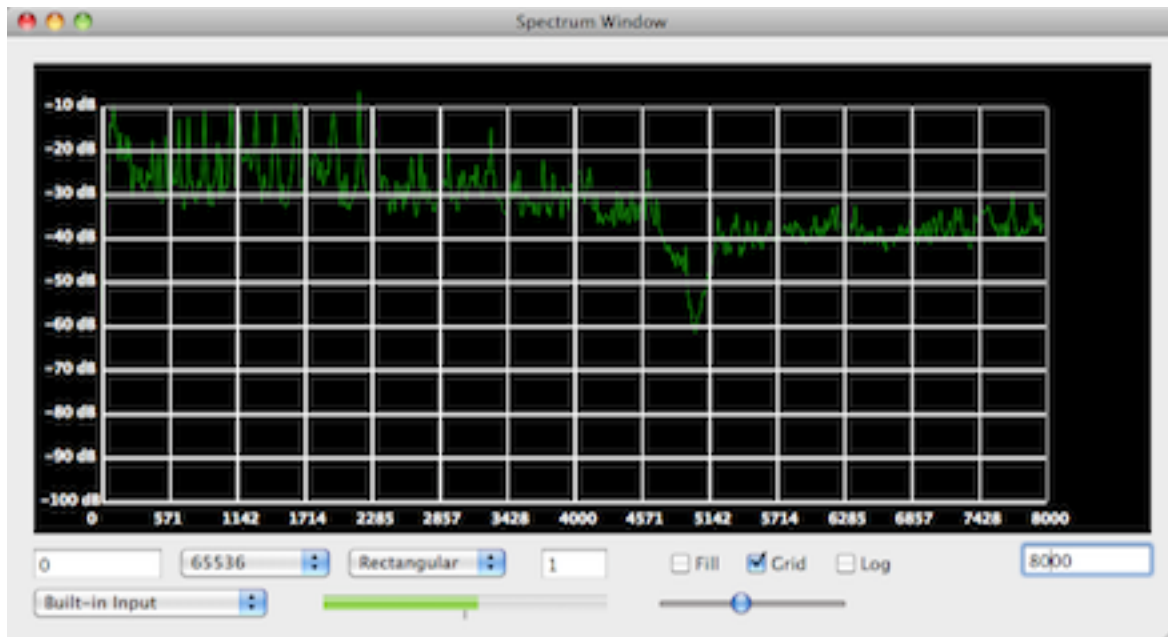 Spectrum Window
-10 dB
-20 dB
-30 dB
-40 dB
-50 dB
-60 dB
-70 dB
-80 dB
-90 dB
-100 dB
0 571 1142 1714 2285 2857 3428 4000 4571 5142 5714 6285 6857 7428 8000
0 65536 Rectangular 1 Fill Grid Log 8000
Built-in Input